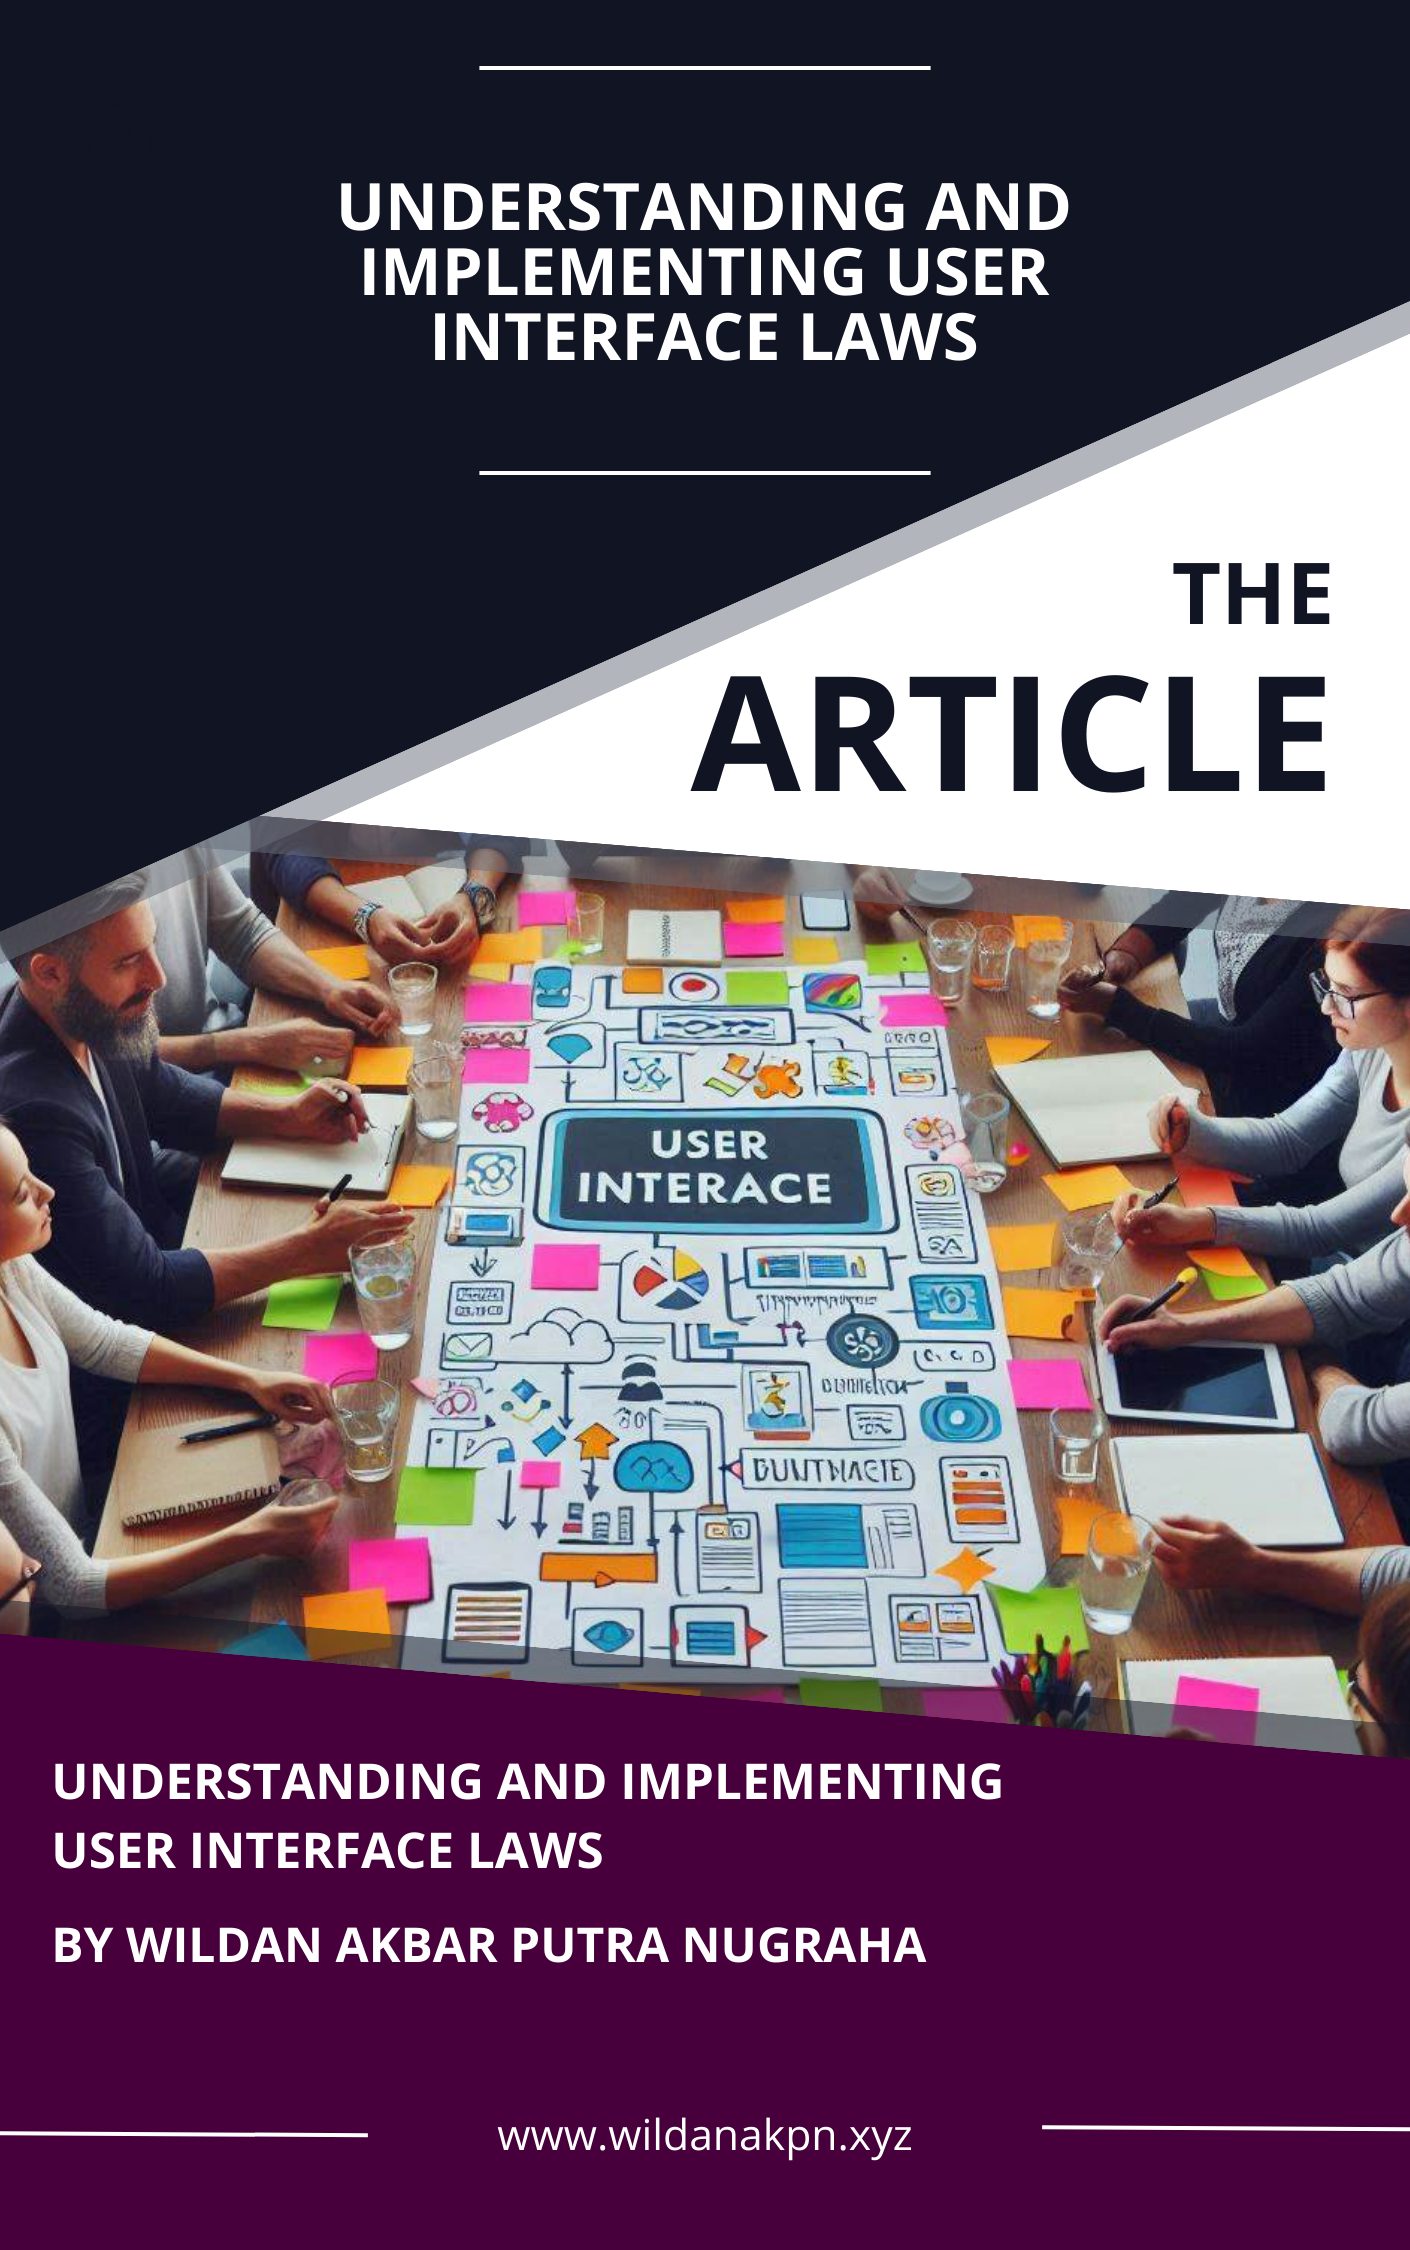 UNDERSTANDING AND
IMPLEMENTING USER
INTERFACE LAWS
THE
ARTICLE
USER
INTERACE
BUNTNACIE
UNDERSTANDING AND IMPLEMENTING
USER INTERFACE LAWS
BY WILDAN AKBAR PUTRA NUGRAHA
www.wildanakpn.xyz